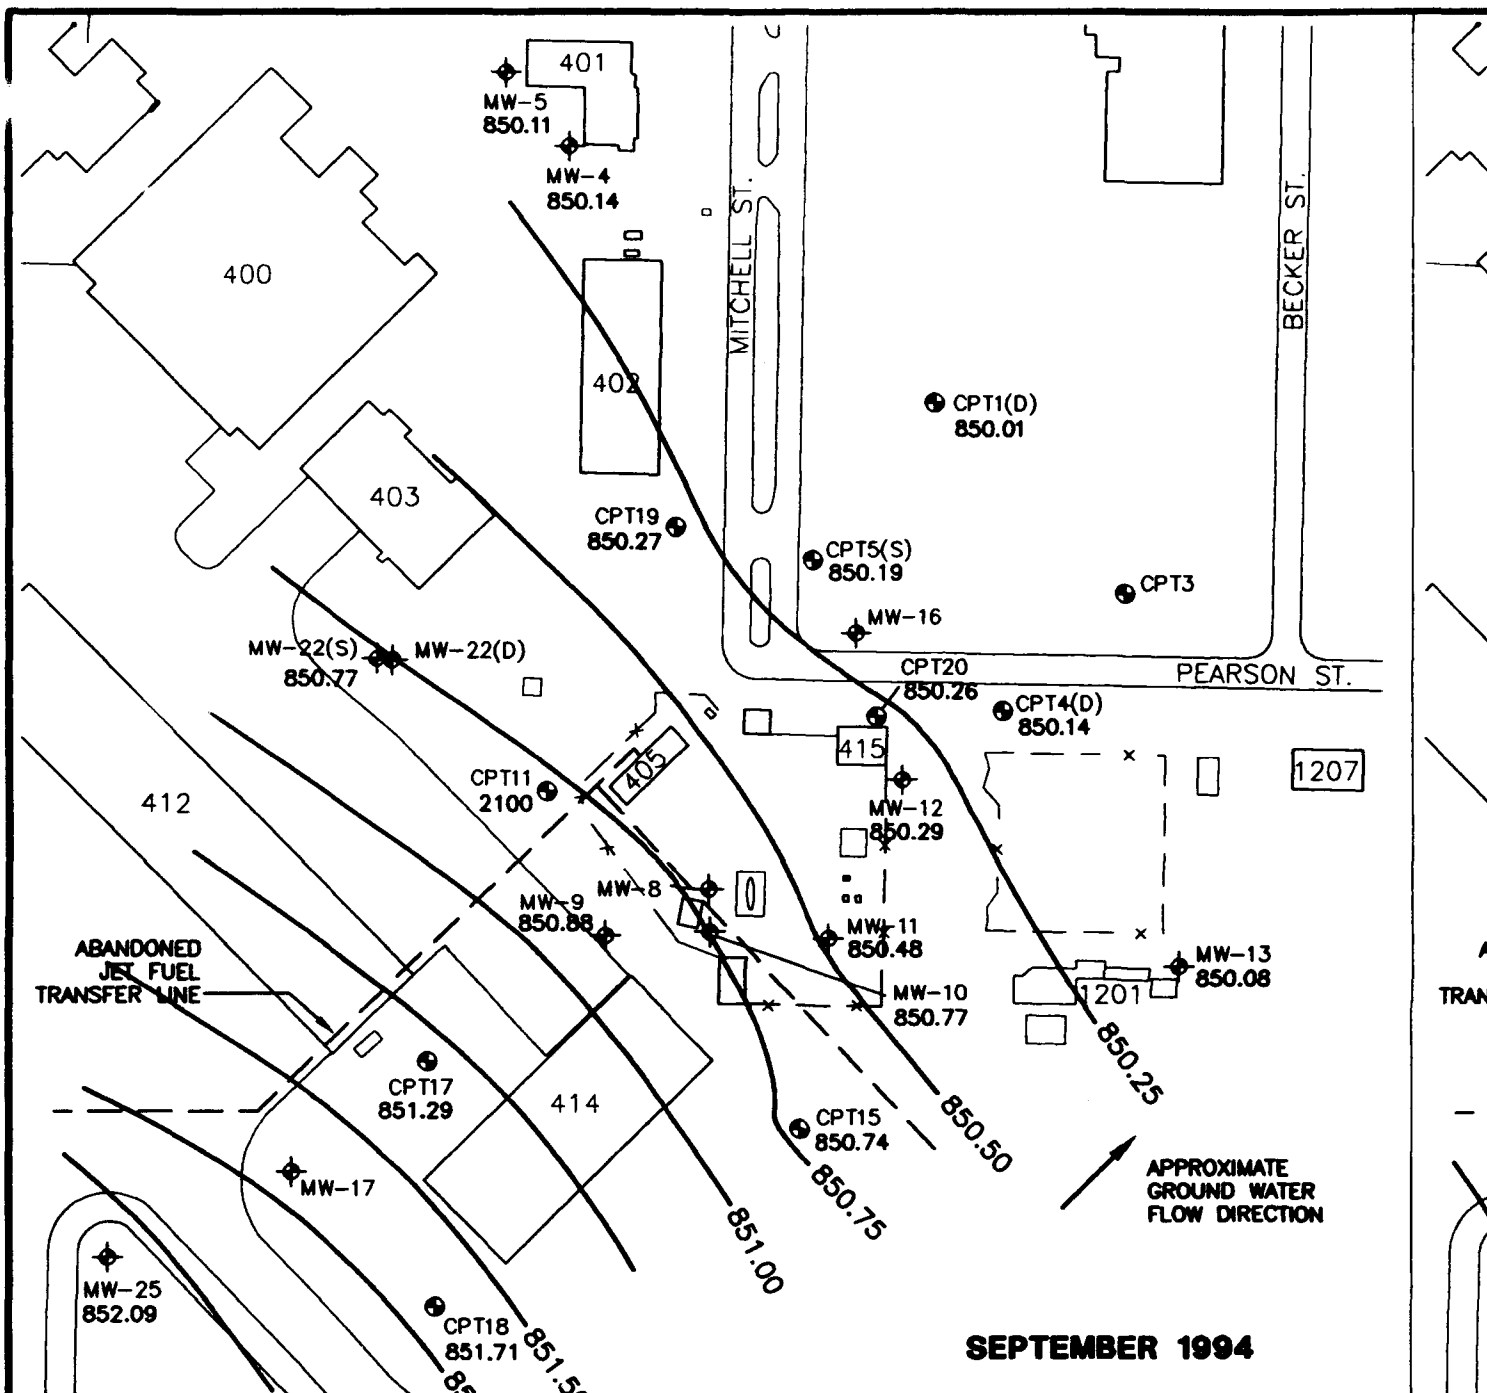 401
MW-5
850.11
MW-4
850.14
400
MITCHELL ST.
BECKER ST.
402
CPT1(D)
850.01
403
CPT19
850.27
CPT5(S)
850.19
CPT3
MW-16
MW-22(S)
850.77
MW-22(D)
CPT20
850.26
PEARSON ST.
CPT4(D)
850.14
415
405
1207
CPT11
2100
412
MW-12
850.29
MW-8
MW-9
850.88
MW-11
850.48
ABANDONED
JET FUEL
TRANSFER LINE
MW-13
850.08
1201
MW-10
850.77
A
TRAN
850.25
CPT17
851.29
414
CPT15
850.74
850.50
APPROXIMATE
GROUND WATER
FLOW DIRECTION
MW-17
850.75
851.00
MW-25
852.09
CPT18
851.71
SEPTEMBER 1994